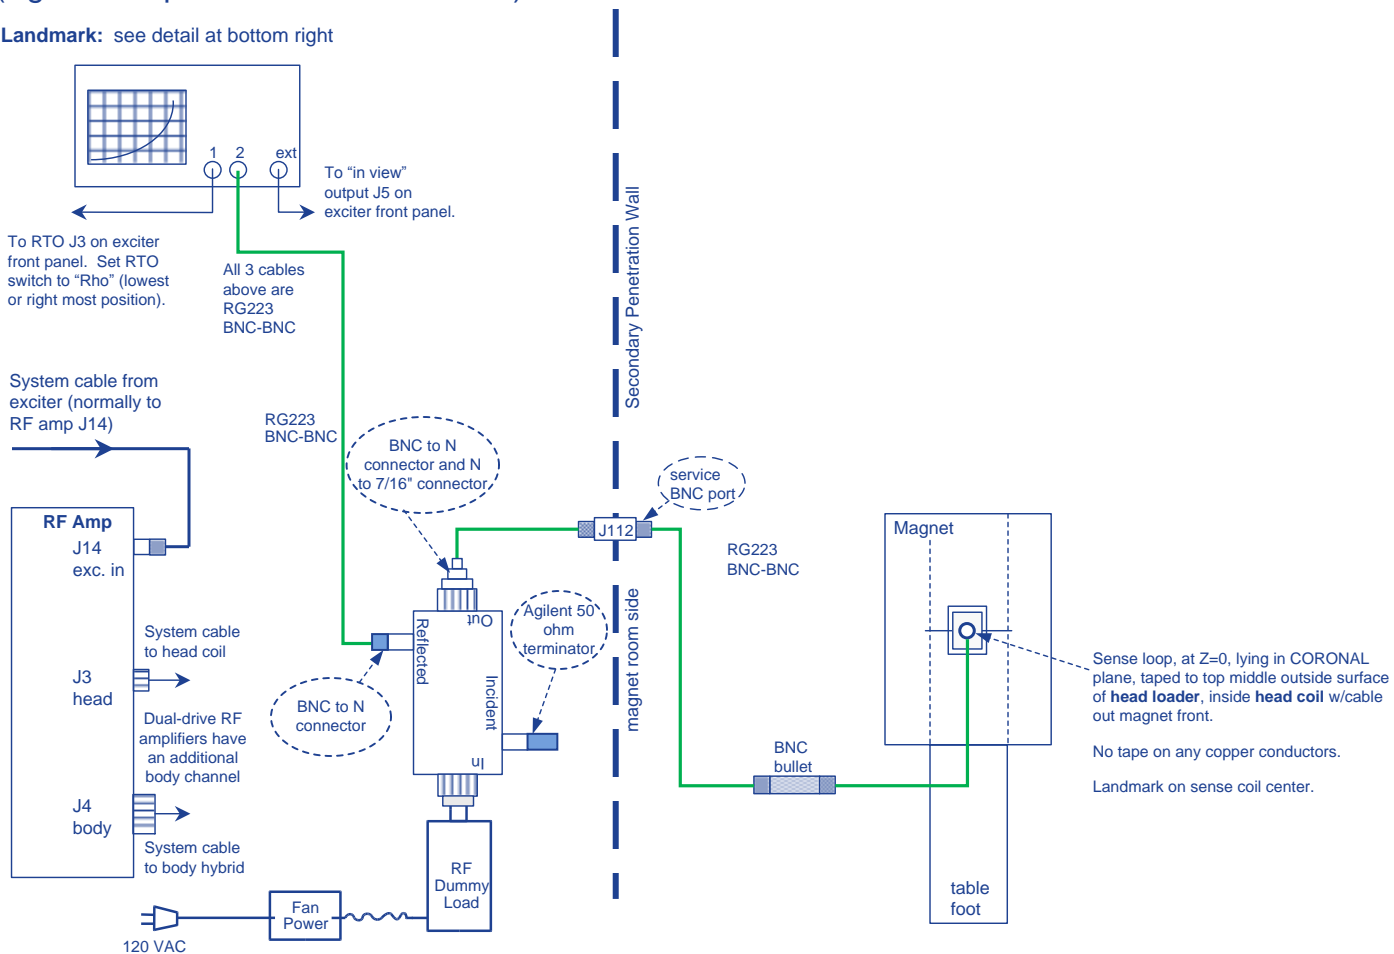 Landmark: see detail at bottom right
1 2 ext
To “in view”
output J5 on
exciter front panel.
To RTO J3 on exciter
front panel. Set RTO
switch to “Rho” (lowest
or right most position).
All 3 cables
above are
RG223
BNC-BNC
Secondary Penetration Wall
System cable from
exciter (normally to
RF amp J14)
RG223
BNC-BNC
BNC to N
connector and N
to 7/16" connector
service
BNC port
J112
RG223
BNC-BNC
RF Amp
J14
exc. in
System cable
to head coil
J3
head
Dual-drive RF
amplifiers have
an additional
body channel
J4
body
System cable
to body hybrid
Out
Reflected
Incident
In
Agilent 50
ohm
terminator
BNC to N
connector
magnet room side
BNC
bullet
Magnet
Sense loop, at Z=0, lying in CORONAL
plane, taped to top middle outside surface
of head loader, inside head coil w/cable
out magnet front.
No tape on any copper conductors.
Landmark on sense coil center.
RF
Dummy
Load
Fan
Power
120 VAC
table
foot